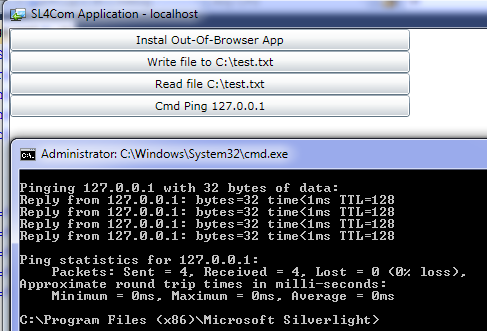 SL4Com Application - localhost
Instal Out-Of-Browser App
Write file to C:\test.txt
Read file C:\test.txt
Cmd Ping 127.0.0.1
Administrator: C:\Windows\System32\cmd.exe
Pinging 127.0.0.1 with 32 bytes of data:
Reply from 127.0.0.1: bytes=32 time<1ms TTL=128
Reply from 127.0.0.1: bytes=32 time<1ms TTL=128
Reply from 127.0.0.1: bytes=32 time<1ms TTL=128
Reply from 127.0.0.1: bytes=32 time<1ms TTL=128
Ping statistics for 127.0.0.1:
Packets: Sent = 4, Received = 4, Lost = 0 (0% loss),
Approximate round trip times in milli-seconds:
Minimum = 0ms, Maximum = 0ms, Average = 0ms
C:\Program Files (x86)\Microsoft Silverlight>